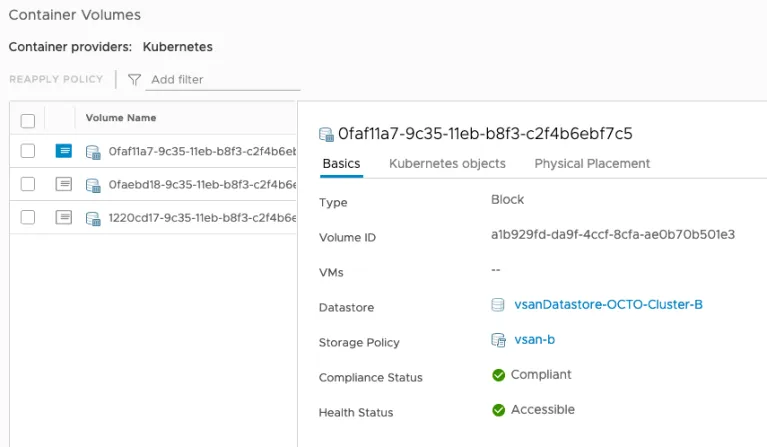 Container Volumes
Container providers: Kubernetes
REAPPLY POLICY
Add filter
Volume Name
0faf11a7-9c35-11eb-b8f3-c2f4b6eb
0faebd18-9c35-11eb-b8f3-c2f4b6e
1220cd17-9c35-11eb-b8f3-c2f4b6e
0faf11a7-9c35-11eb-b8f3-c2f4b6ebf7c5
Basics Kubernetes objects Physical Placement
Type Block
Volume ID a1b929fd-da9f-4ccf-8cfa-ae0b70b501e3
VMs --
Datastore vsanDatastore-OCTO-Cluster-B
Storage Policy vsan-b
Compliance Status Compliant
Health Status Accessible